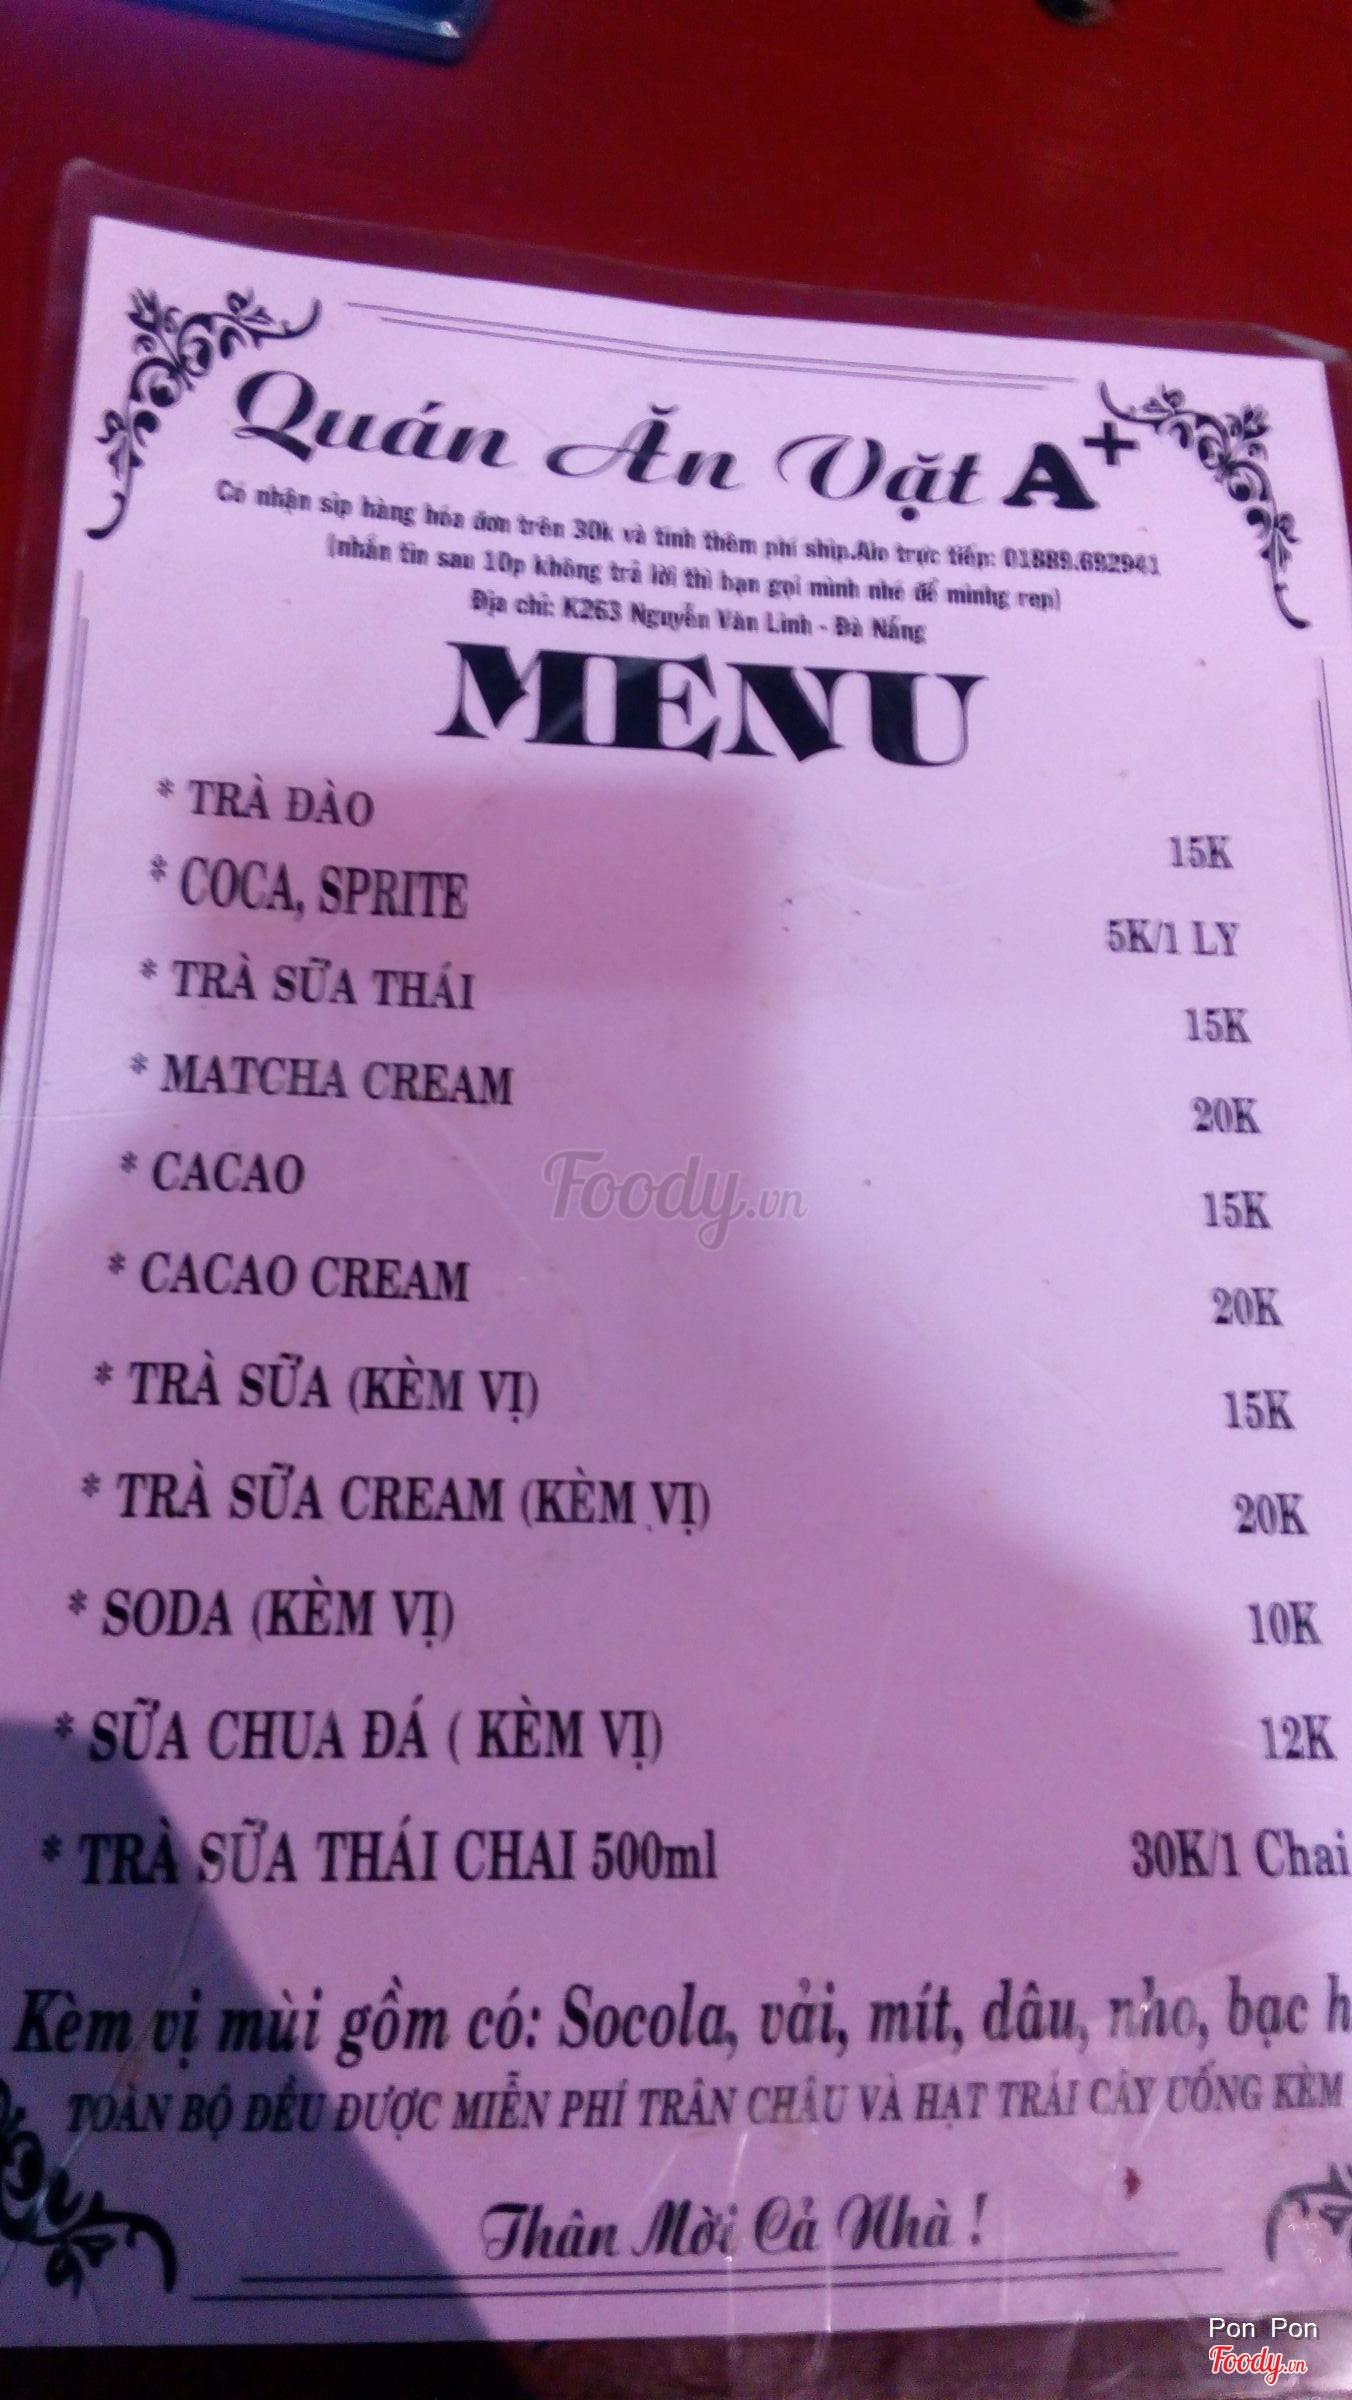 Quán Ăn Vặt A+
Có nhận sip hàng hóa đơn trên 30k và tính thêm phí ship.Alo trực tiếp: 01889.692941
(nhắn tin sau 10p không trả lời thì bạn gọi mình nhé để minhg rep)
Địa chỉ: K263 Nguyễn Văn Linh - Đà Nẵng
MENU
* TRÀ ĐÀO 15K
* COCA, SPRITE 5K/1 LY
* TRÀ SỮA THÁI 15K
* MATCHA CREAM 20K
* CACAO 15K
* CACAO CREAM 20K
* TRÀ SỮA (KÈM VỊ) 15K
* TRÀ SỮA CREAM (KÈM VỊ) 20K
* SODA (KÈM VỊ) 10K
* SỮA CHUA ĐÁ ( KÈM VỊ) 12K
* TRÀ SỮA THÁI CHAI 500ml 30K/1 Chai
Kèm vị mùi gồm có: Socola, vải, mít, dâu, nho, bạc h
TOÀN BỘ ĐỀU ĐƯỢC MIỄN PHÍ TRÂN CHÂU VÀ HẠT TRÁI CÂY UỐNG KÈM
Thân Mời Cả Nhà !
Foody.vn
Pon Pon
Foody.vn